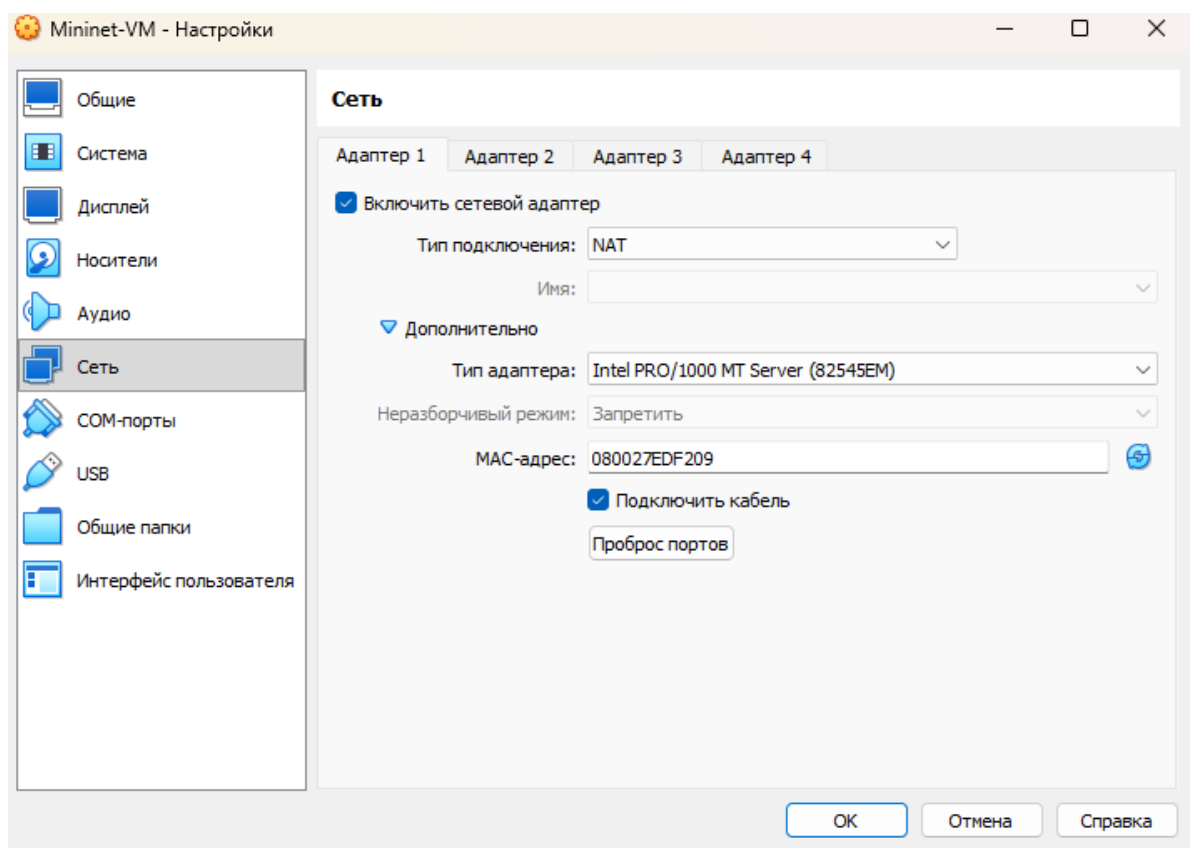 Mininet-VM - Настройки
Общие
Система
Дисплей
Носители
Аудио
Сеть
COM-порты
USB
Общие папки
Интерфейс пользователя
Сеть
Адаптер 1 Адаптер 2 Адаптер 3 Адаптер 4
Включить сетевой адаптер
Тип подключения: NAT
Имя:
Дополнительно
Тип адаптера: Intel PRO/1000 MT Server (82545EM)
Неразборчивый режим: Запретить
MAC-адрес: 080027EDF209
Подключить кабель
Проброс портов
OK Отмена Справка